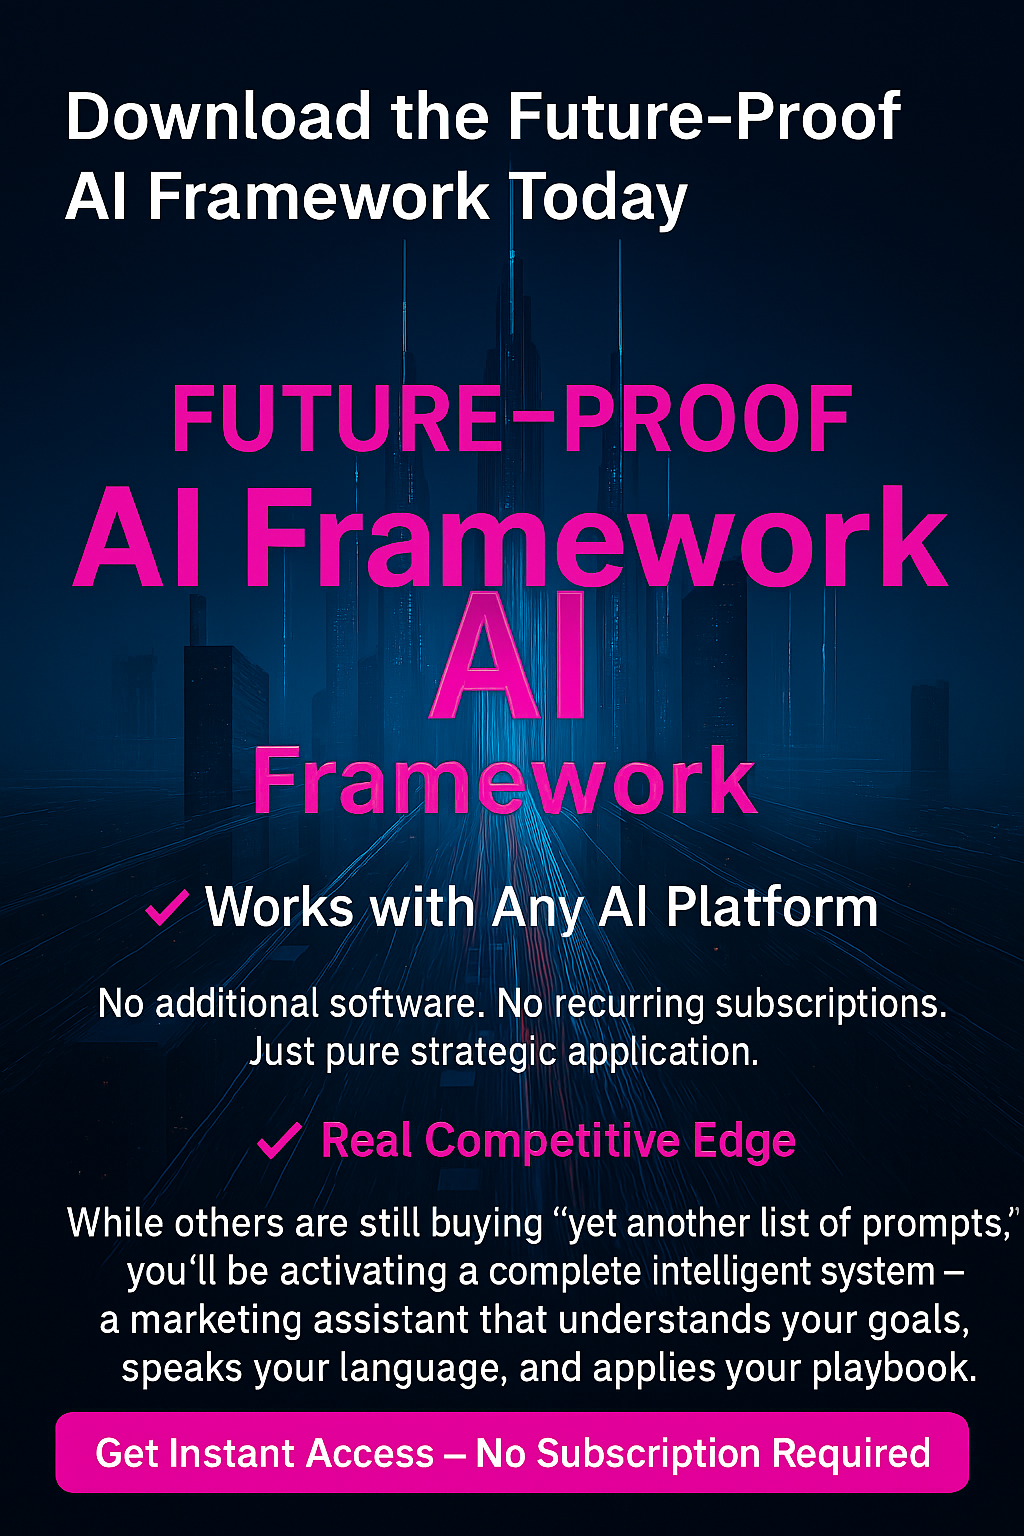 Download the Future-Proof
AI Framework Today
FUTURE–PROOF
AI Framework
AI
Framework
✓ Works with Any AI Platform
No additional software. No recurring subscriptions.
Just pure strategic application.
✓ Real Competitive Edge
While others are still buying “yet another list of prompts,”
you‘ll be activating a complete intelligent system –
a marketing assistant that understands your goals,
speaks your language, and applies your playbook.
Get Instant Access – No Subscription Required